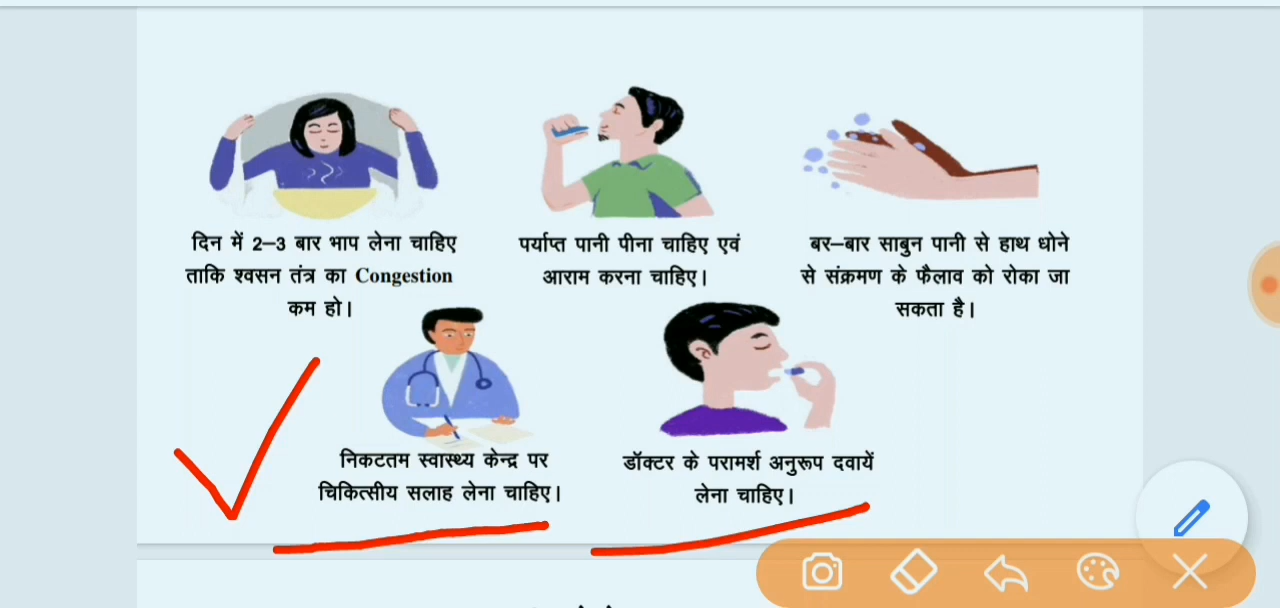 दिन में 2–3 बार भाप लेना चाहिए
ताकि श्वसन तंत्र का Congestion
कम हो।
पर्याप्त पानी पीना चाहिए एवं
आराम करना चाहिए।
बर–बार साबुन पानी से हाथ धोने
से संक्रमण के फैलाव को रोका जा
सकता है।
निकटतम स्वास्थ्य केन्द्र पर
चिकित्सीय सलाह लेना चाहिए।
डॉक्टर के परामर्श अनुरूप दवायें
लेना चाहिए।